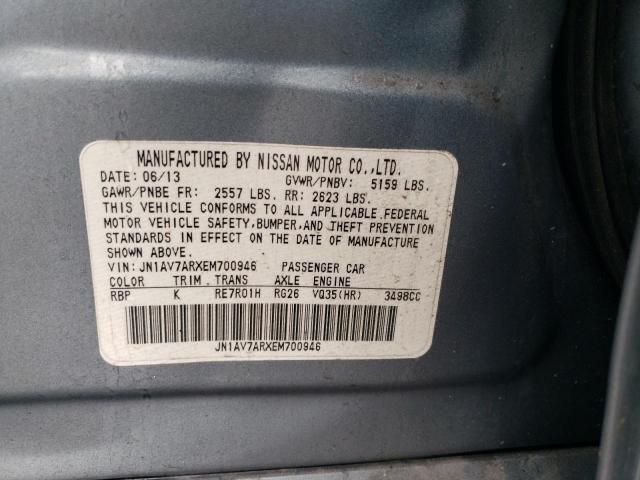 MANUFACTURED BY NISSAN MOTOR CO.,LTD.
DATE: 06/13 GVWR/PNBV: 5159 LBS.
GAWR/PNBE FR: 2557 LBS. RR: 2623 LBS.
THIS VEHICLE CONFORMS TO ALL APPLICABLE FEDERAL
MOTOR VEHICLE SAFETY, BUMPER, AND THEFT PREVENTION
STANDARDS IN EFFECT ON THE DATE OF MANUFACTURE
SHOWN ABOVE.
VIN: JN1AV7ARXEM700946 PASSENGER CAR
COLOR TRIM TRANS AXLE ENGINE
RBP K RE7R01H RG26 VQ35(HR) 3498CC
JN1AV7ARXEM700946